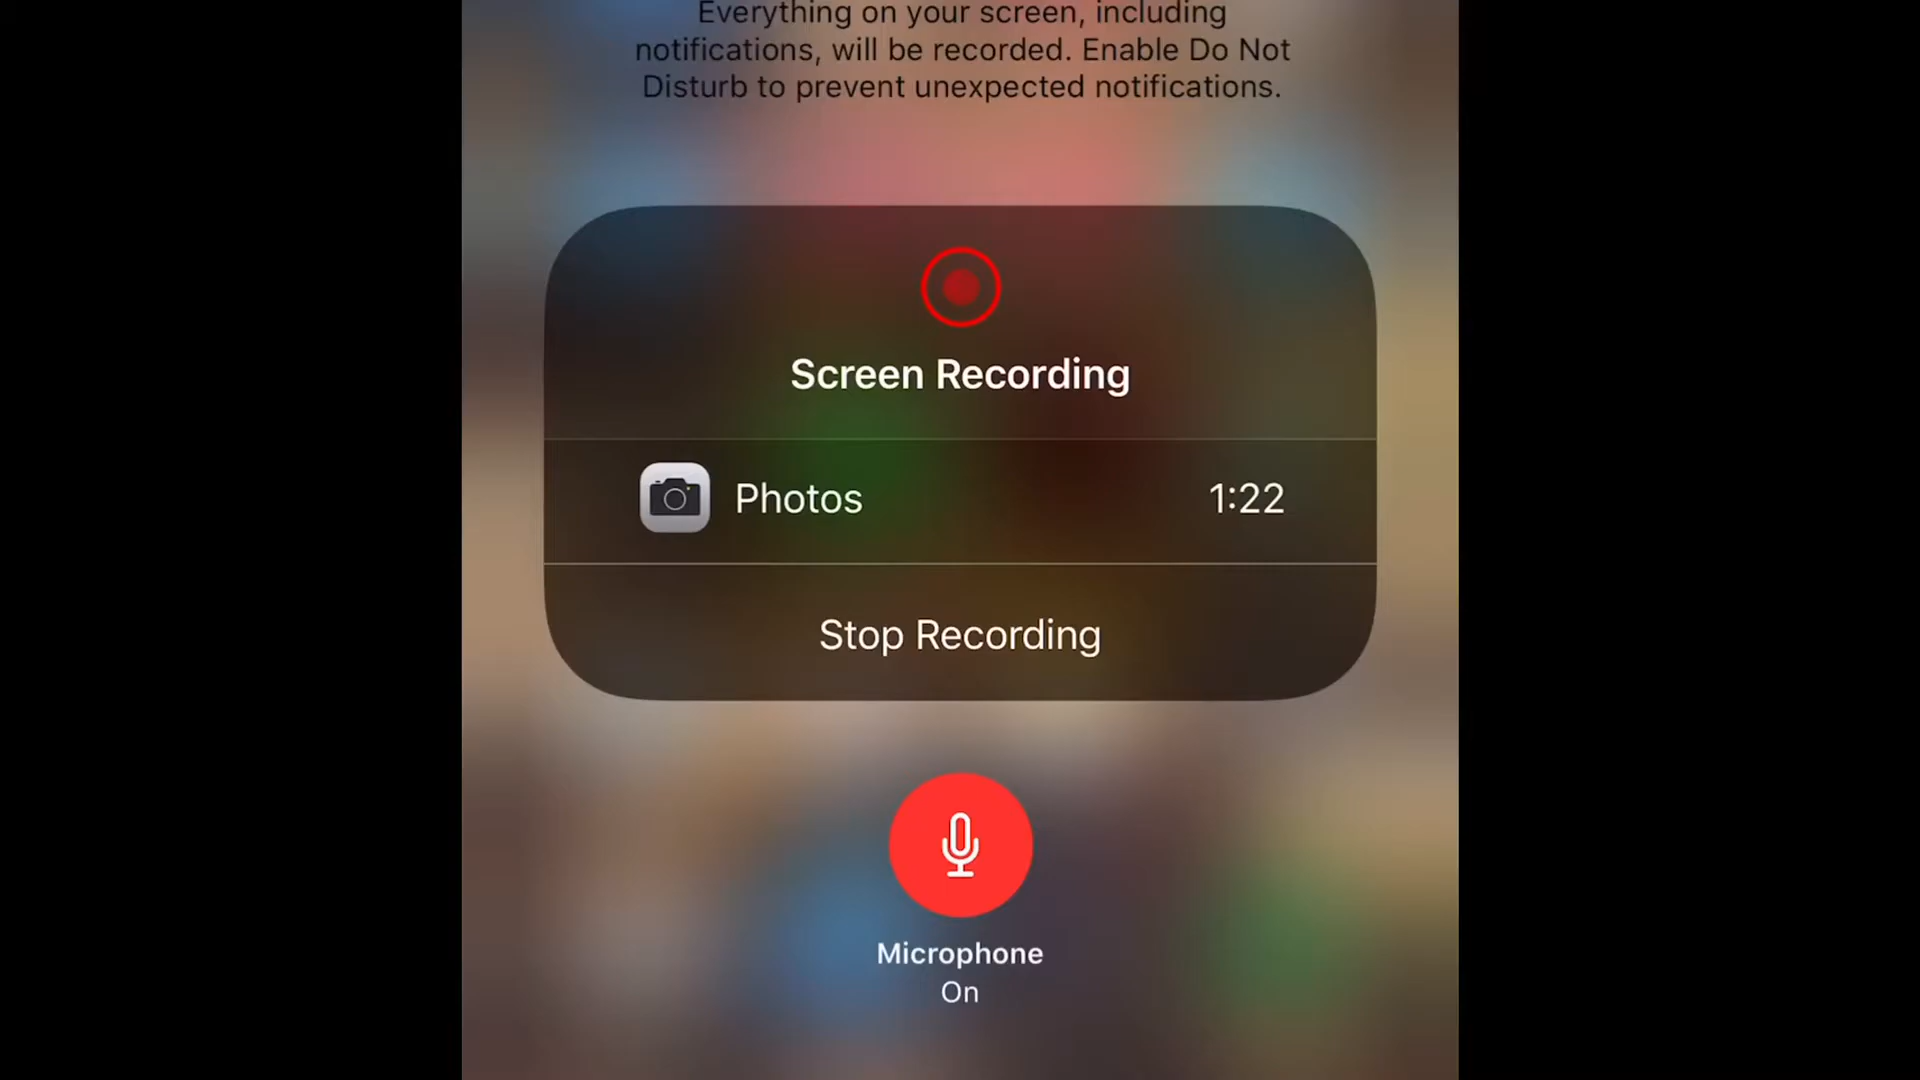 Everything on your screen, including
notifications, will be recorded. Enable Do Not
Disturb to prevent unexpected notifications.
Screen Recording
Photos 1:22
Stop Recording
Microphone
On